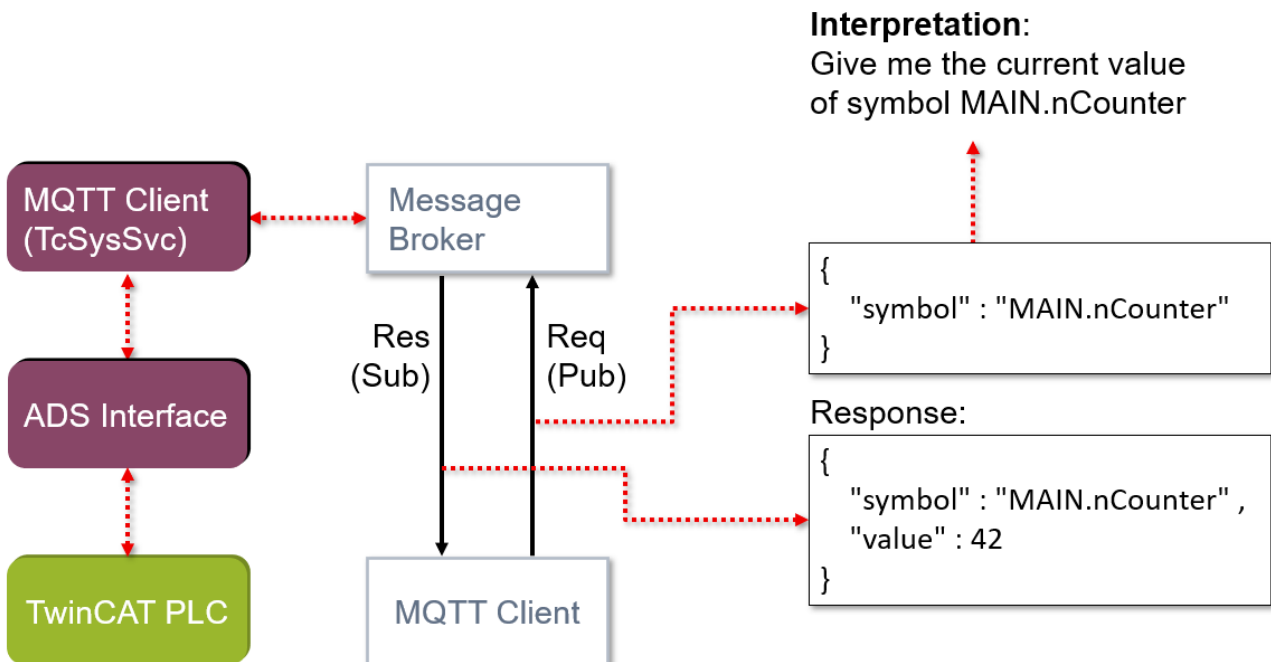 Interpretation:
Give me the current value
of symbol MAIN.nCounter
MQTT Client
(TcSysSvc)
Message
Broker
{
"symbol" : "MAIN.nCounter"
}
Res
(Sub)
Req
(Pub)
ADS Interface
Response:
{
"symbol" : "MAIN.nCounter" ,
"value" : 42
}
TwinCAT PLC
MQTT Client